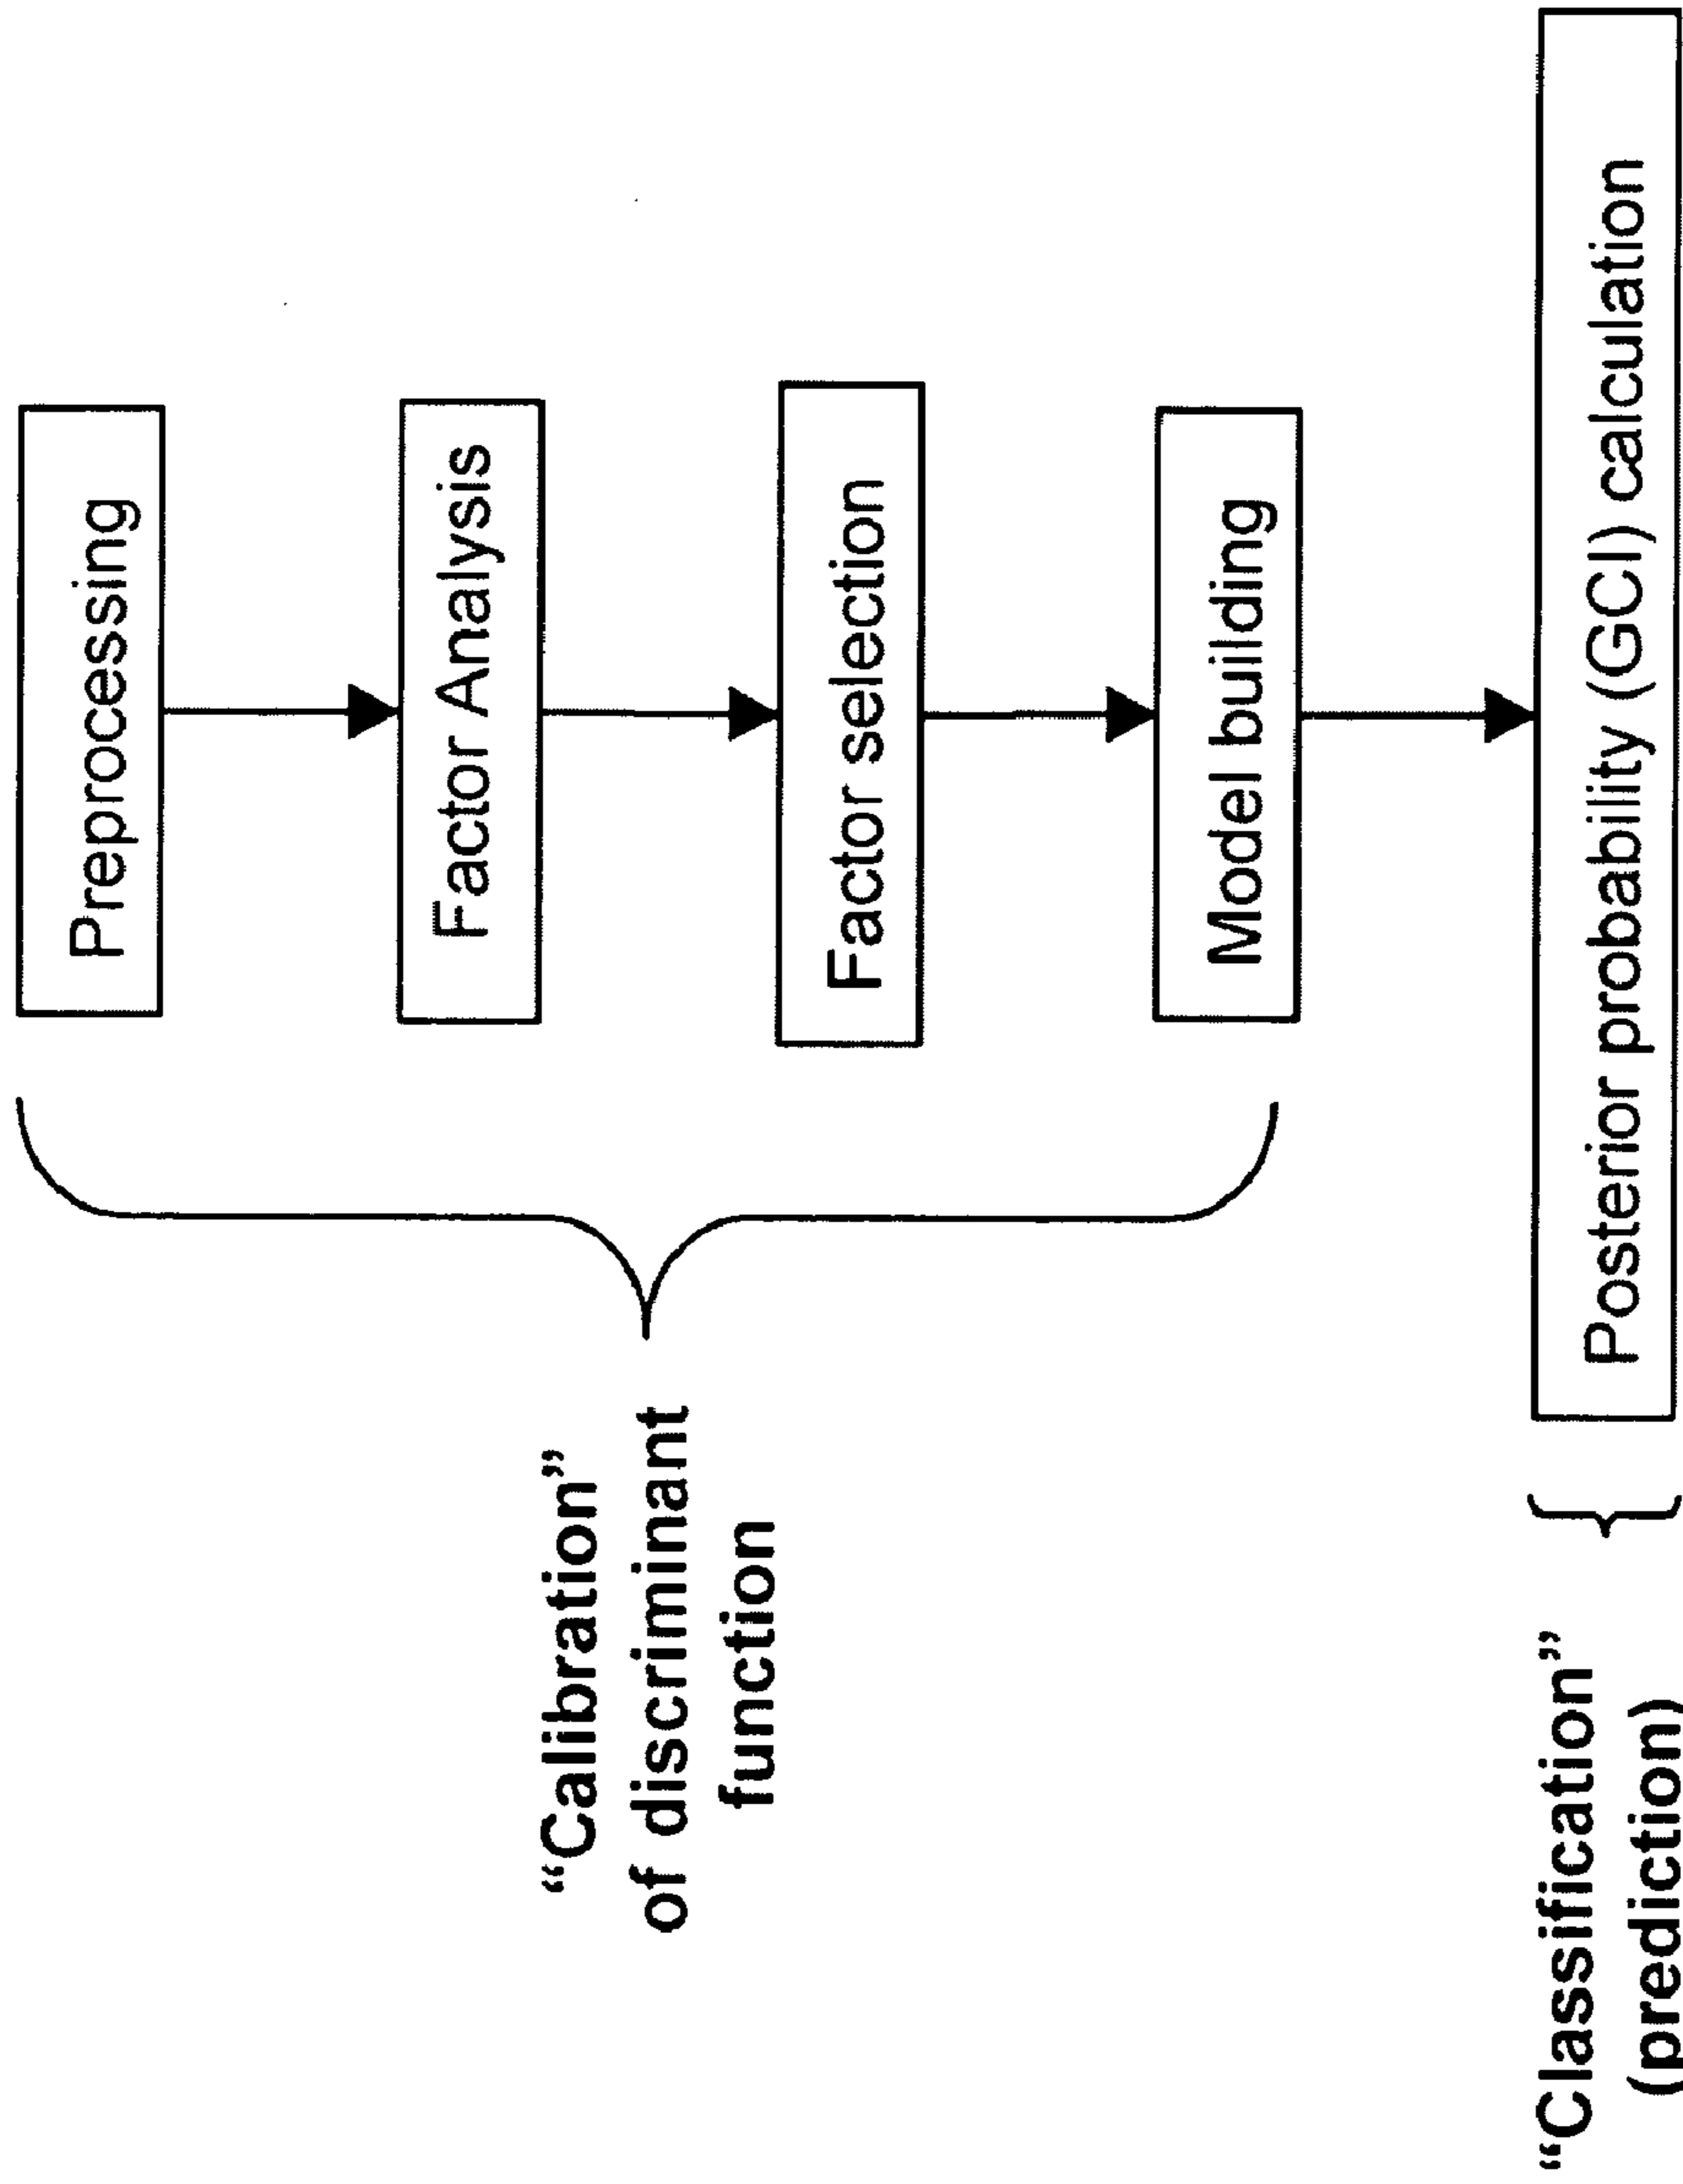 Preprocessing
Factor Analysis
Factor selection
Model building
Posterior probability (GCI) calculation
“Calibration”
of discriminant
function
“Classification”
(prediction)